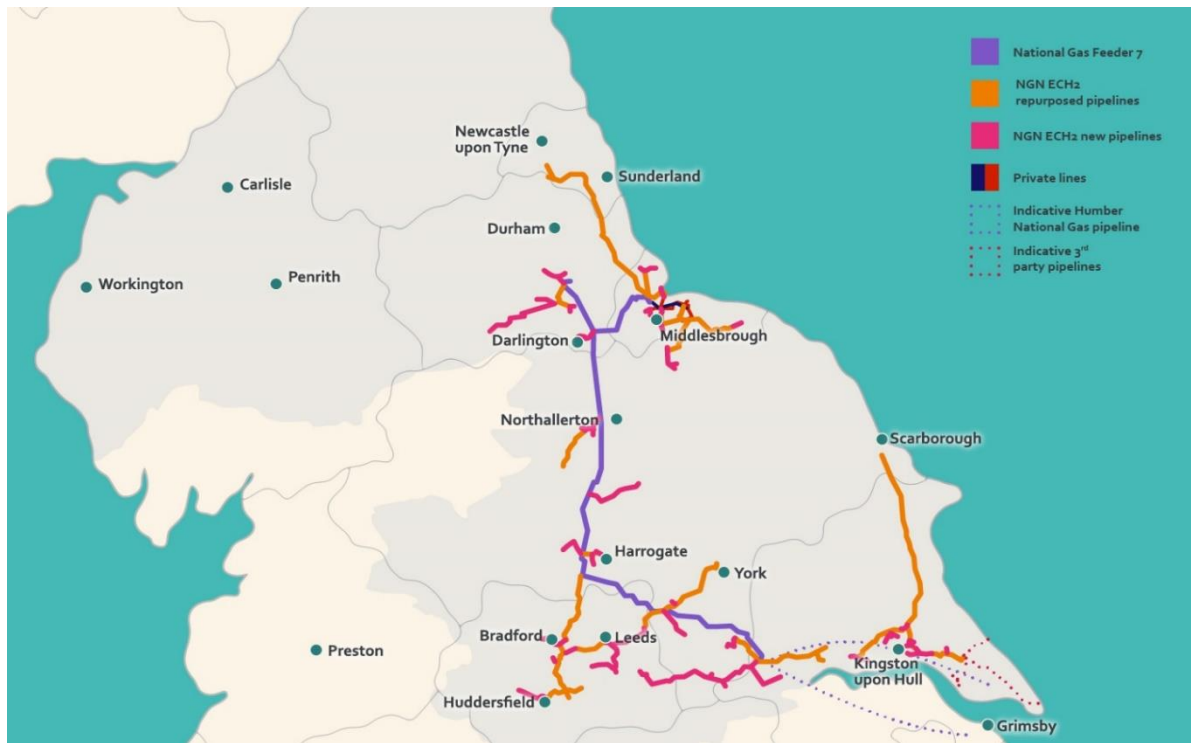 Newcastle
upon Tyne
Sunderland
Carlisle
Durham
Workington
Penrith
Darlington
Middlesbrough
Northallerton
Scarborough
Harrogate
York
Bradford
Leeds
Preston
Kingston
upon Hull
Huddersfield
Grimsby
National Gas Feeder 7
NGN ECH2
repurposed pipelines
NGN ECH2 new pipelines
Private lines
Indicative Humber
National Gas pipeline
Indicative 3rd
party pipelines